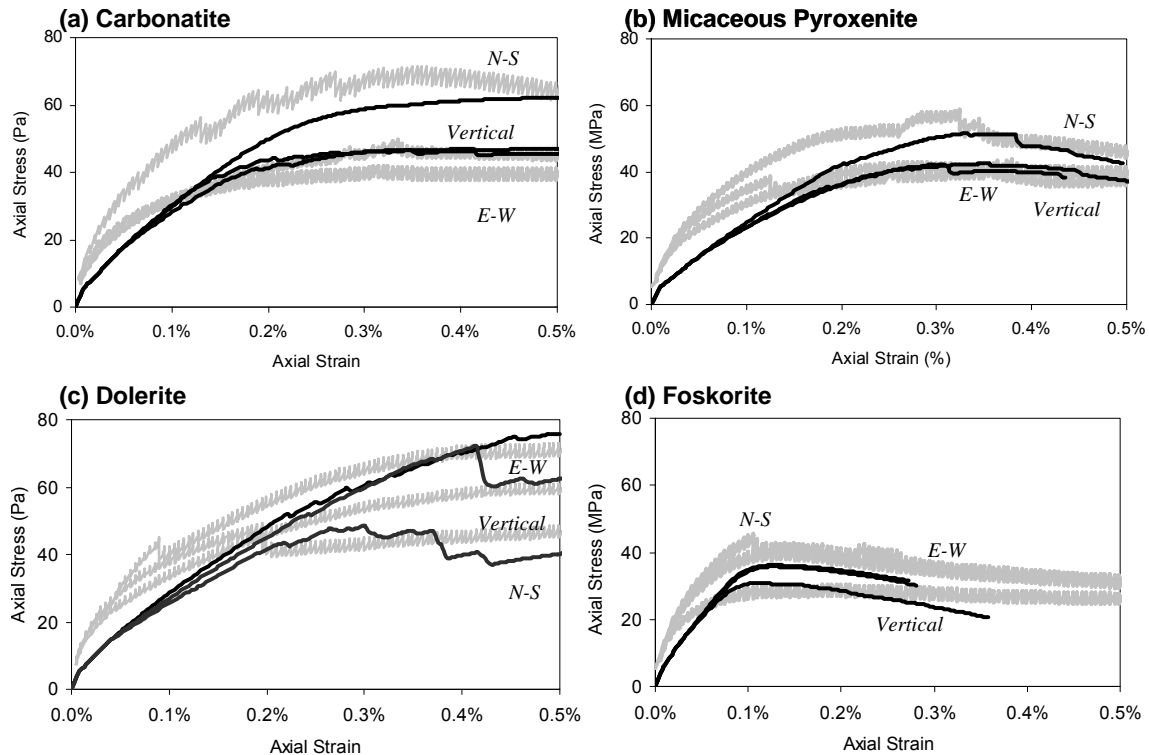 (a) Carbonatite
80
60
40
20
0
Axial Stress (Pa)
N-S
Vertical
E-W
0.0% 0.1% 0.2% 0.3% 0.4% 0.5%
Axial Strain
(b) Micaceous Pyroxenite
80
60
40
20
0
Axial Stress (MPa)
N-S
E-W
Vertical
0.0% 0.1% 0.2% 0.3% 0.4% 0.5%
Axial Strain (%)
(c) Dolerite
80
60
40
20
0
Axial Stress (Pa)
E-W
Vertical
N-S
0.0% 0.1% 0.2% 0.3% 0.4% 0.5%
Axial Strain
(d) Foskorite
80
60
40
20
0
Axial Stress (MPa)
N-S
E-W
Vertical
0.0% 0.1% 0.2% 0.3% 0.4% 0.5%
Axial Strain